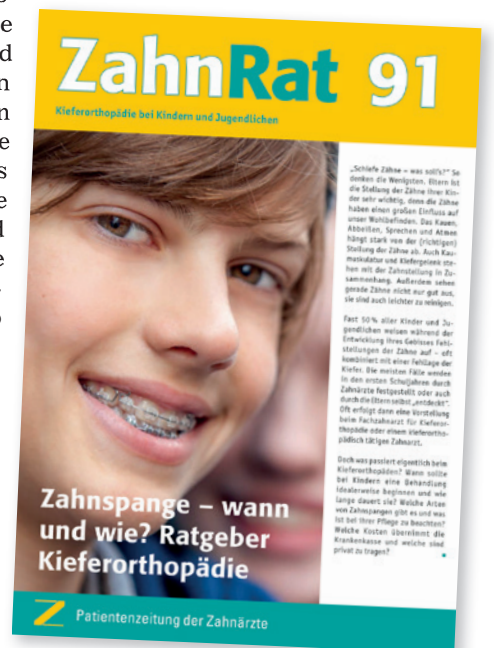 e
d
n
n
e
s
e
d
e
ZahnRat 91
Kieferorthopädie bei Kindern und Jugendlichen
„Schiefe Zähne – was soll's?" So
denken die Wenigsten. Eltern ist
die Stellung der Zähne ihrer Kin-
der sehr wichtig, denn die Zähne
haben einen großen Einfluss auf
unser Wohlbefinden. Das Kauen,
Abbeißen, Sprechen und Atmen
hängt stark von der (richtigen)
Stellung der Zähne ab. Auch Kau-
muskulatur und Kiefergelenk ste-
hen mit der Zahnstellung in Zu-
sammenhang. Außerdem sehen
gerade Zähne nicht nur gut aus,
sie sind auch leichter zu reinigen.
Fast 50 % aller Kinder und Ju-
gendlichen weisen während der
Entwicklung ihres Gebisses Fehl-
stellungen der Zähne auf – oft
kombiniert mit einer Fehllage der
Kiefer. Die meisten Fälle werden
in den ersten Schuljahren durch
Zahnärzte festgestellt oder auch
durch die Eltern selbst „entdeckt".
Oft erfolgt dann eine Vorstellung
beim Fachzahnarzt für Kieferor-
thopädie oder einem kieferortho-
pädisch tätigen Zahnarzt.
Doch was passiert eigentlich beim
Kieferorthopäden? Wann sollte
bei Kindern eine Behandlung
idealerweise beginnen und wie
lange dauert sie? Welche Arten
von Zahnspangen gibt es und was
ist bei ihrer Pflege zu beachten?
Welche Kosten übernimmt die
Krankenkasse und welche sind
privat zu tragen?
Zahnspange – wann
und wie? Ratgeber
Kieferorthopädie
Patientenzeitung der Zahnärzte